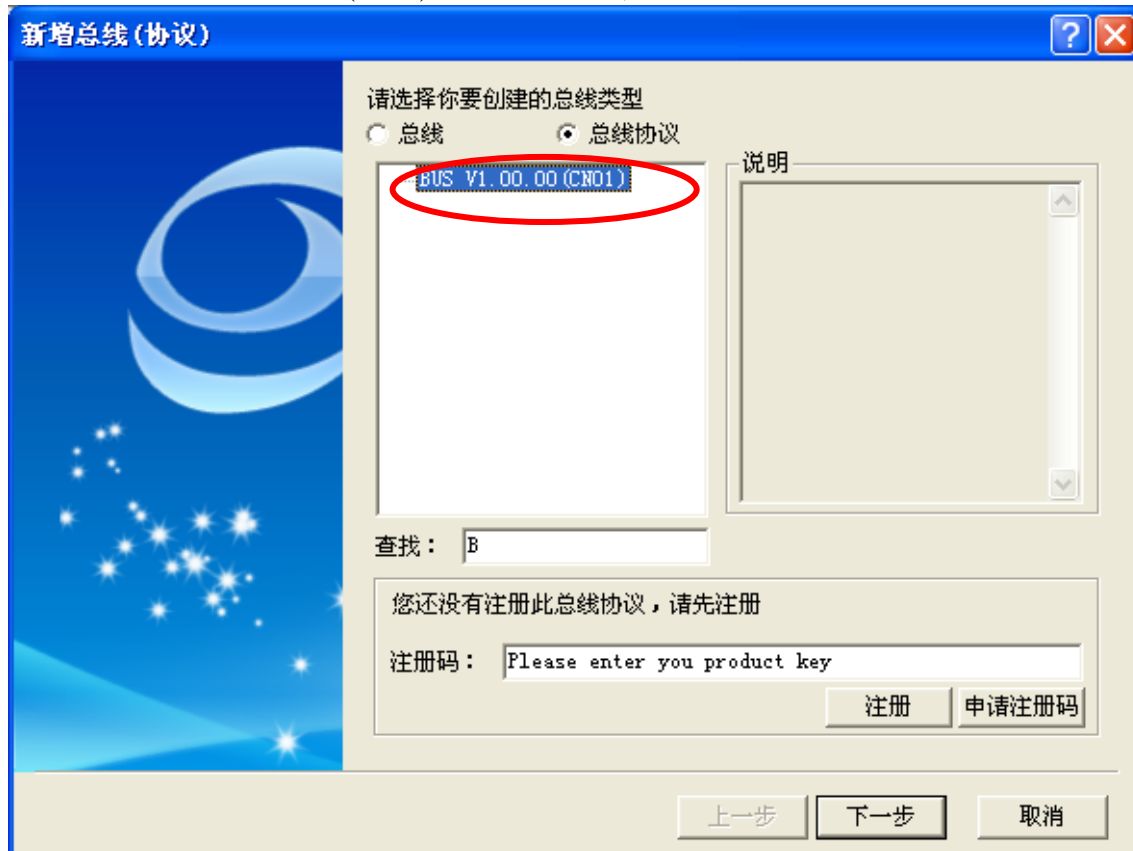 新增总线(协议)
请选择你要创建的总线类型
总线 总线协议
BUS V1.00.00(CN01)
说明
查找： B
您还没有注册此总线协议，请先注册
注册码： Please enter you product key
注册 申请注册码
上一步 下一步 取消